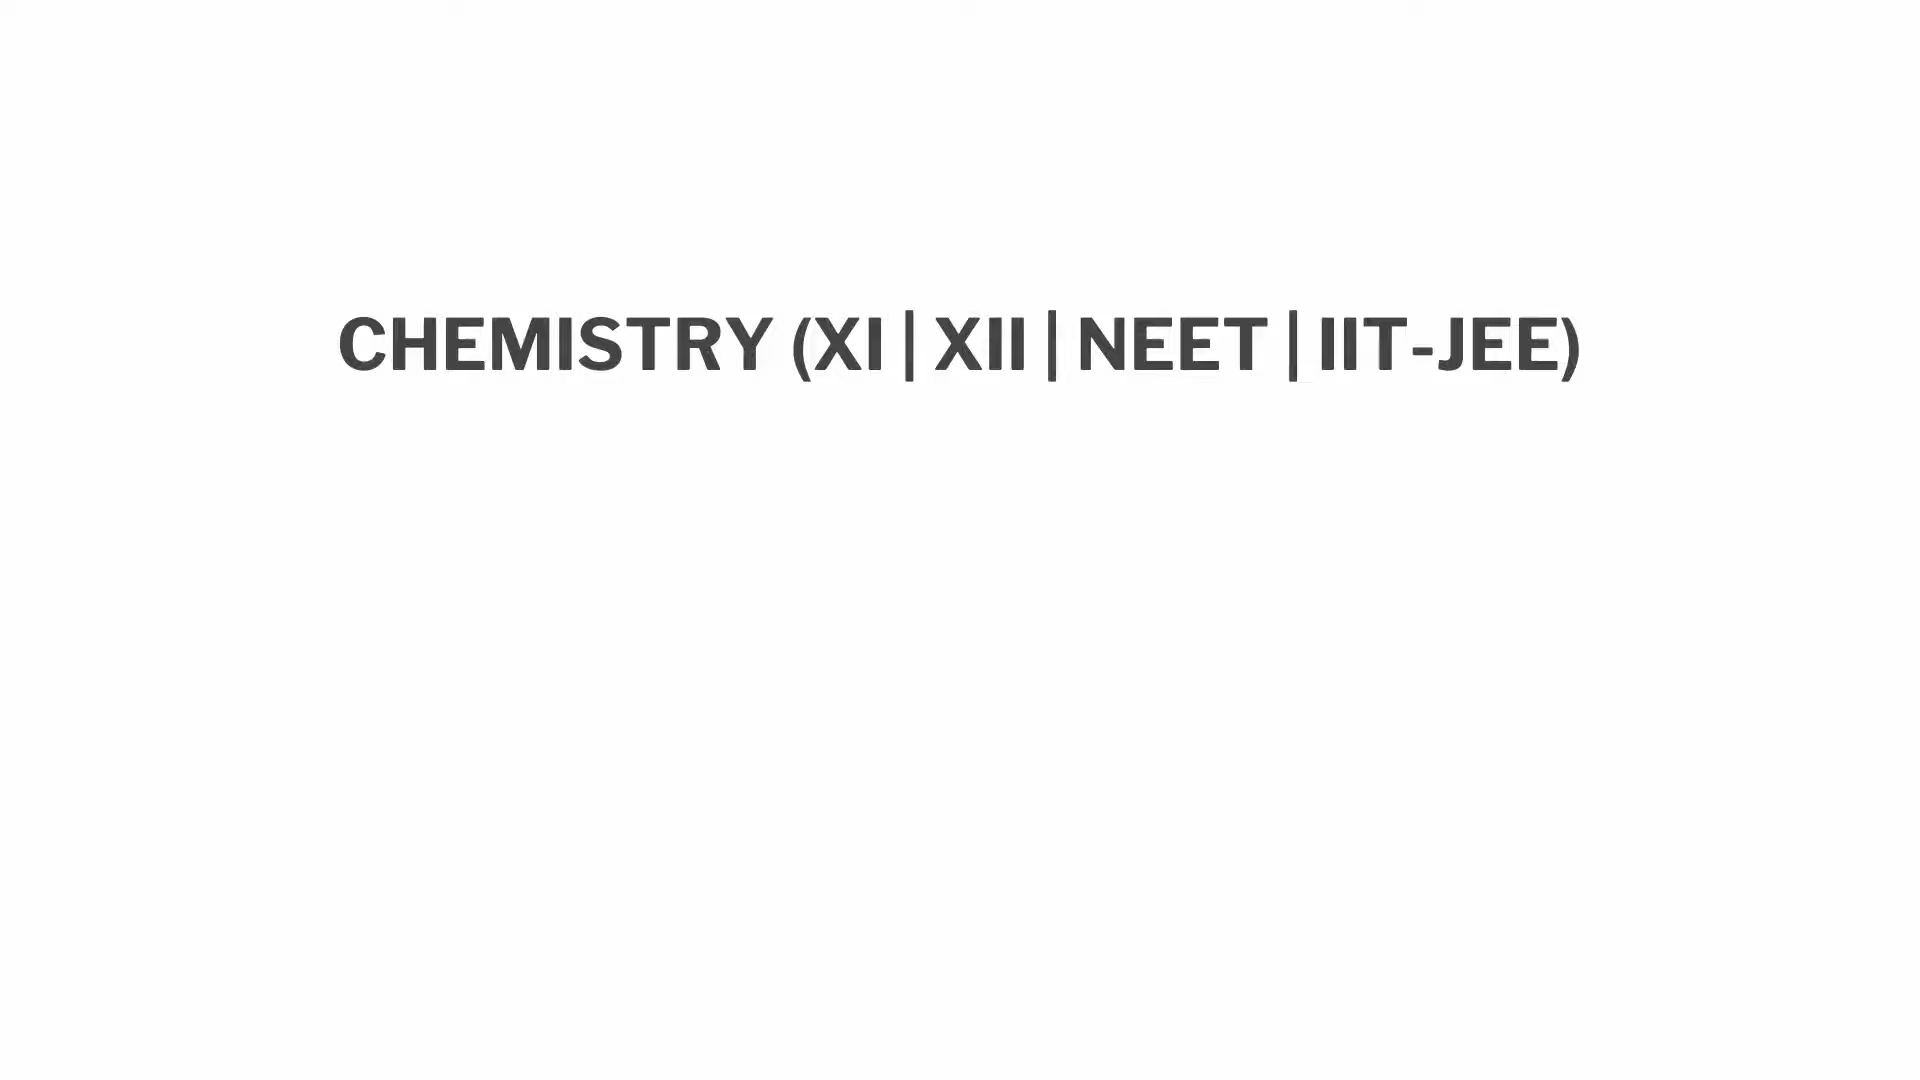 CHEMISTRY (XI | XII | NEET | IIT-JEE)